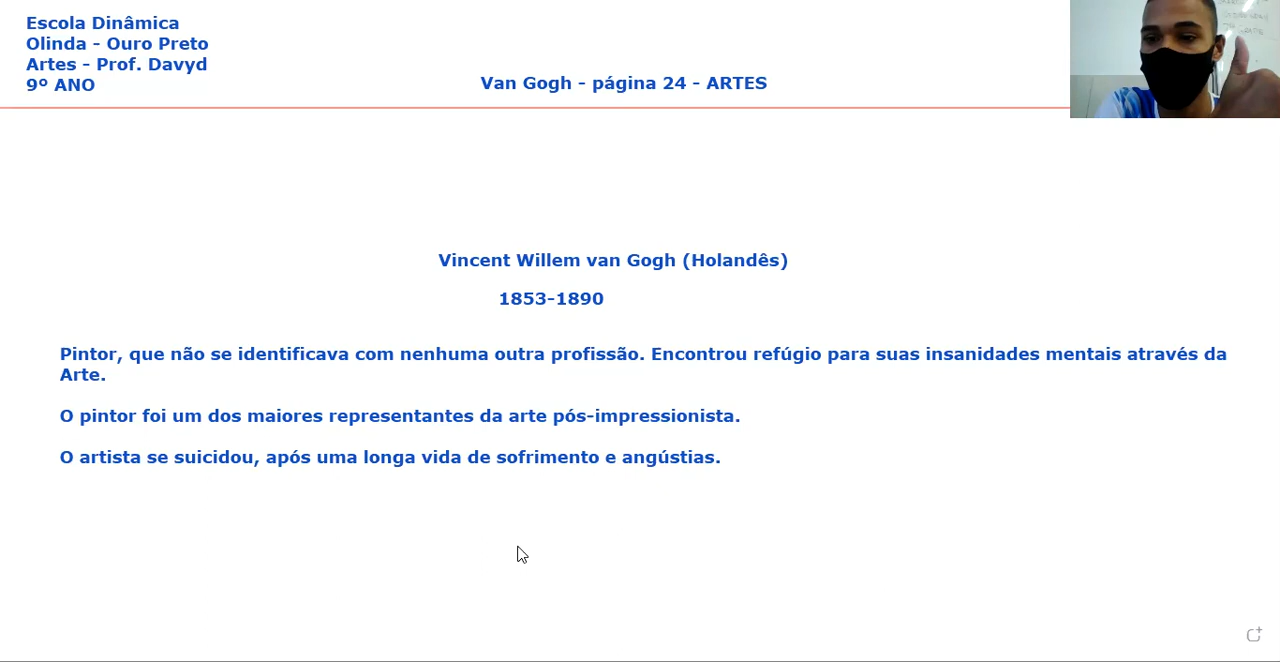 Escola Dinâmica
Olinda - Ouro Preto
Artes - Prof. Davyd
9º ANO
Van Gogh - página 24 - ARTES
Vincent Willem van Gogh (Holandês)
1853-1890
Pintor, que não se identificava com nenhuma outra profissão. Encontrou refúgio para suas insanidades mentais através da
Arte.
O pintor foi um dos maiores representantes da arte pós-impressionista.
O artista se suicidou, após uma longa vida de sofrimento e angústias.